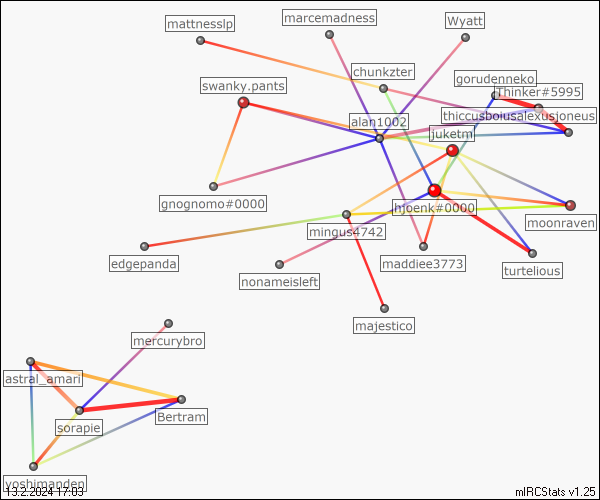 mattnesslp
marcemadness
Wyatt
chunkzter
gorudenneko
swanky.pants
Thinker#5995
thiccusbousalexusjoneus
alan1002
juketm
gnognomo#0000
hjoenk#0000
moonraven
mingus4742
edgepanda
maddiee3773
turtelious
nonameisleft
majestico
mercurybro
astral_amari
Bertram
sorapie
yoshimanden
13.2.2024 17:03
mIRCStats v1.25